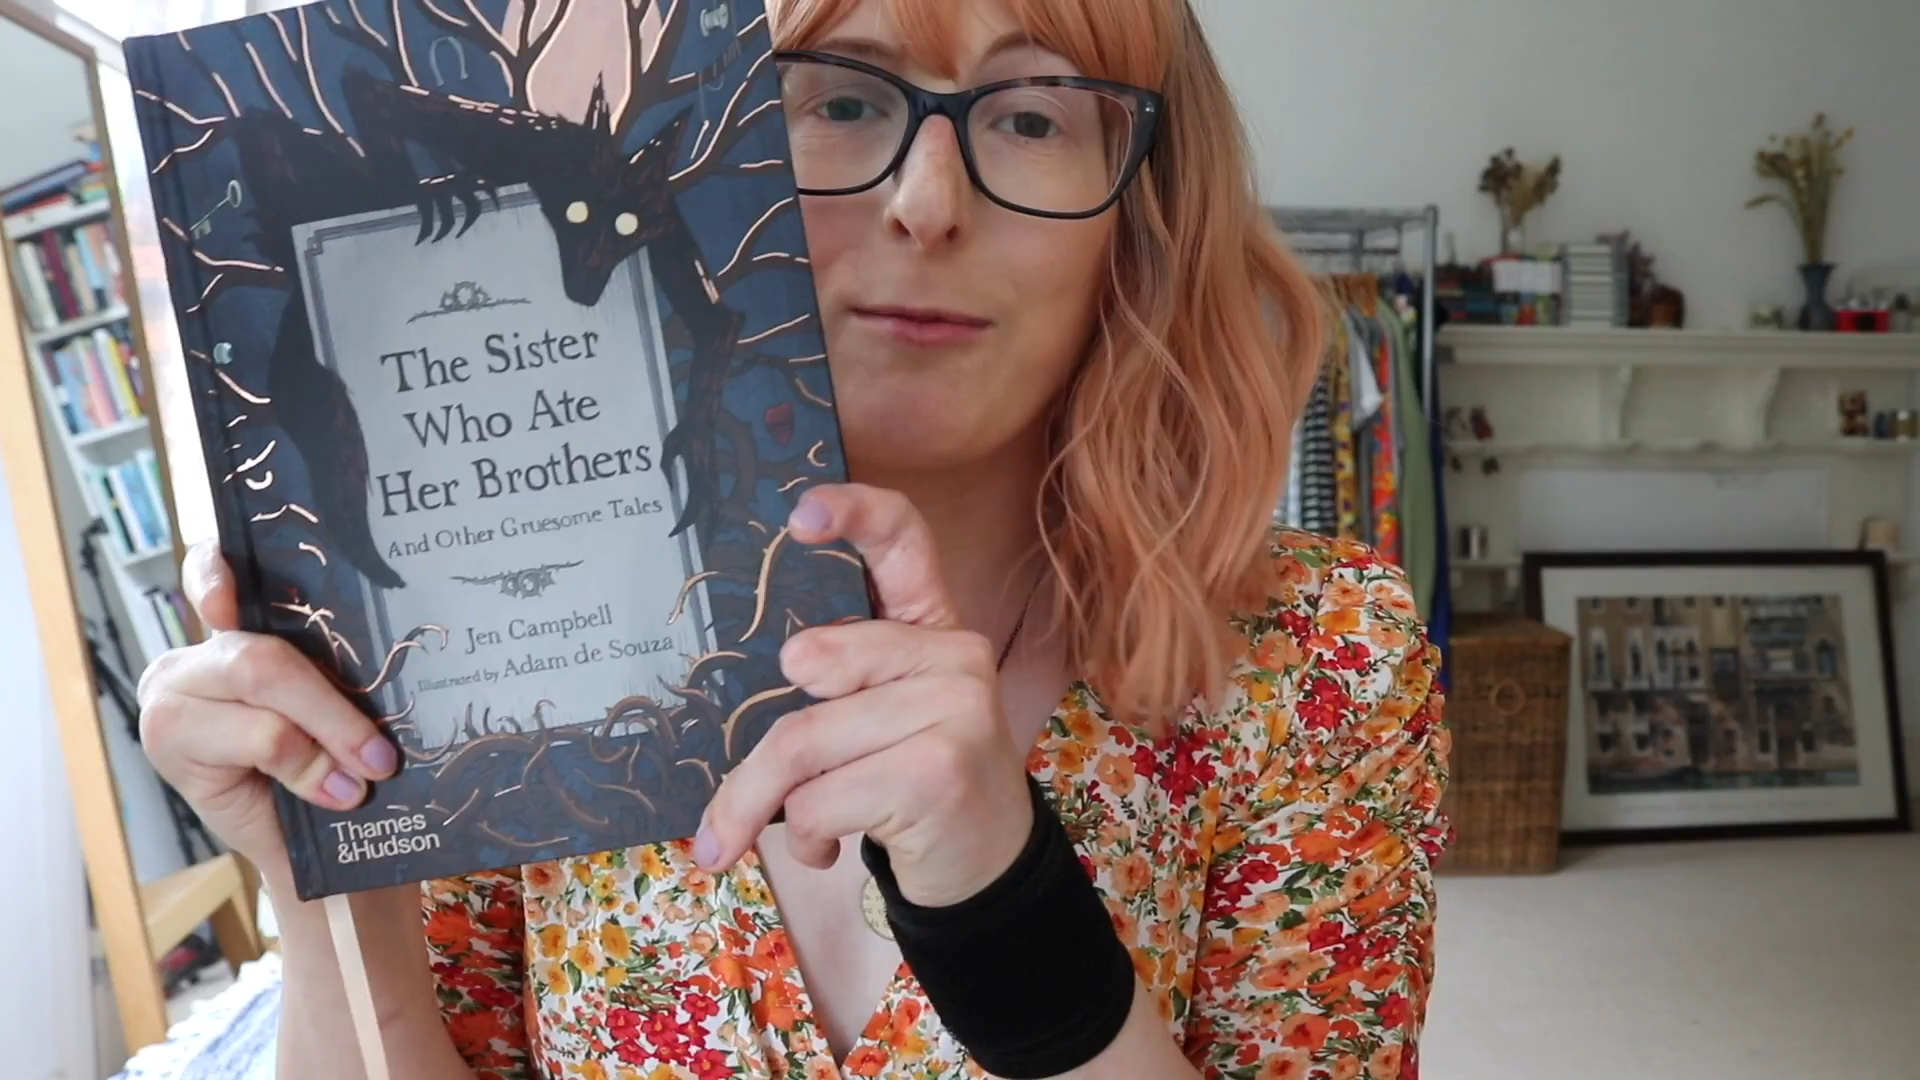 The Sister
Who Ate
Her Brothers
And Other Gruesome Tales
Jen Campbell
Illustrated by Adam de Souza
Thames
&Hudson